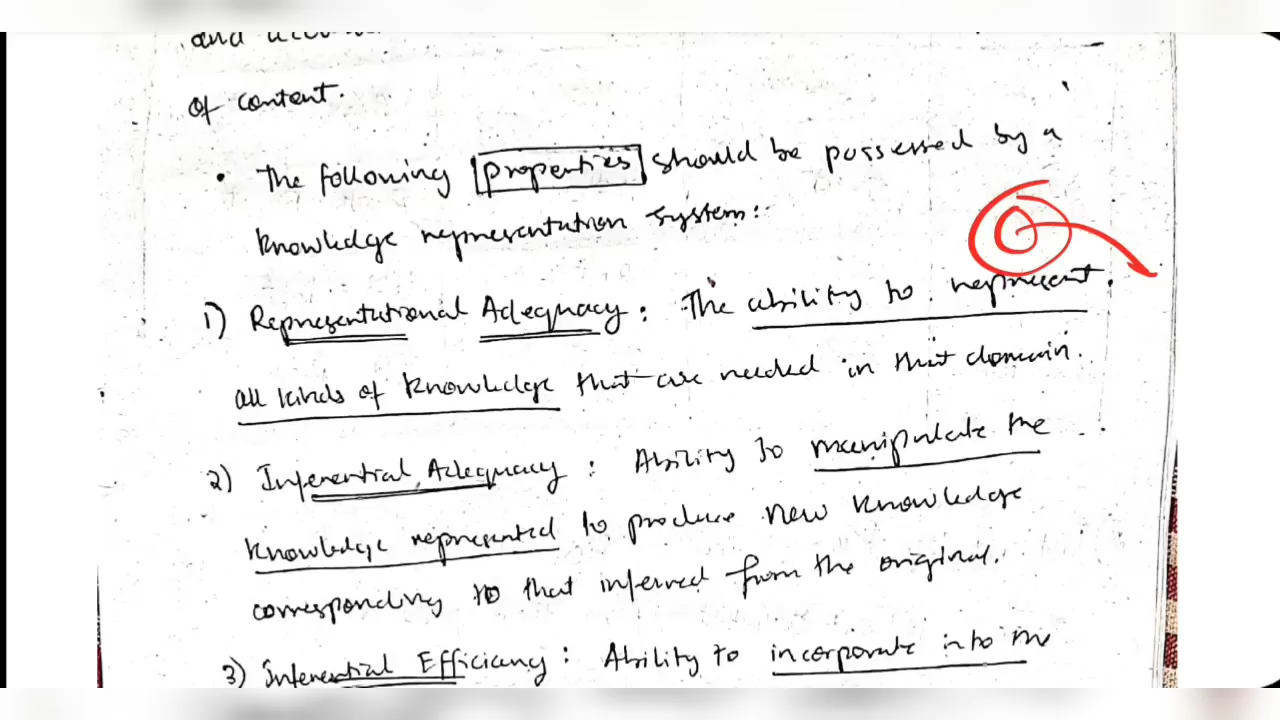 and
of content.
• The following properties should be possessed by a
knowledge representation system:-
1) Representational Adequacy : The ability to represent
all kinds of knowledge that are needed in that domain.
2) Inferential Adequacy : Ability to manipulate the
knowledge represented to produce new knowledge
corresponding to that inferred from the original.
3) Inferential Efficiency : Ability to incorporate into the